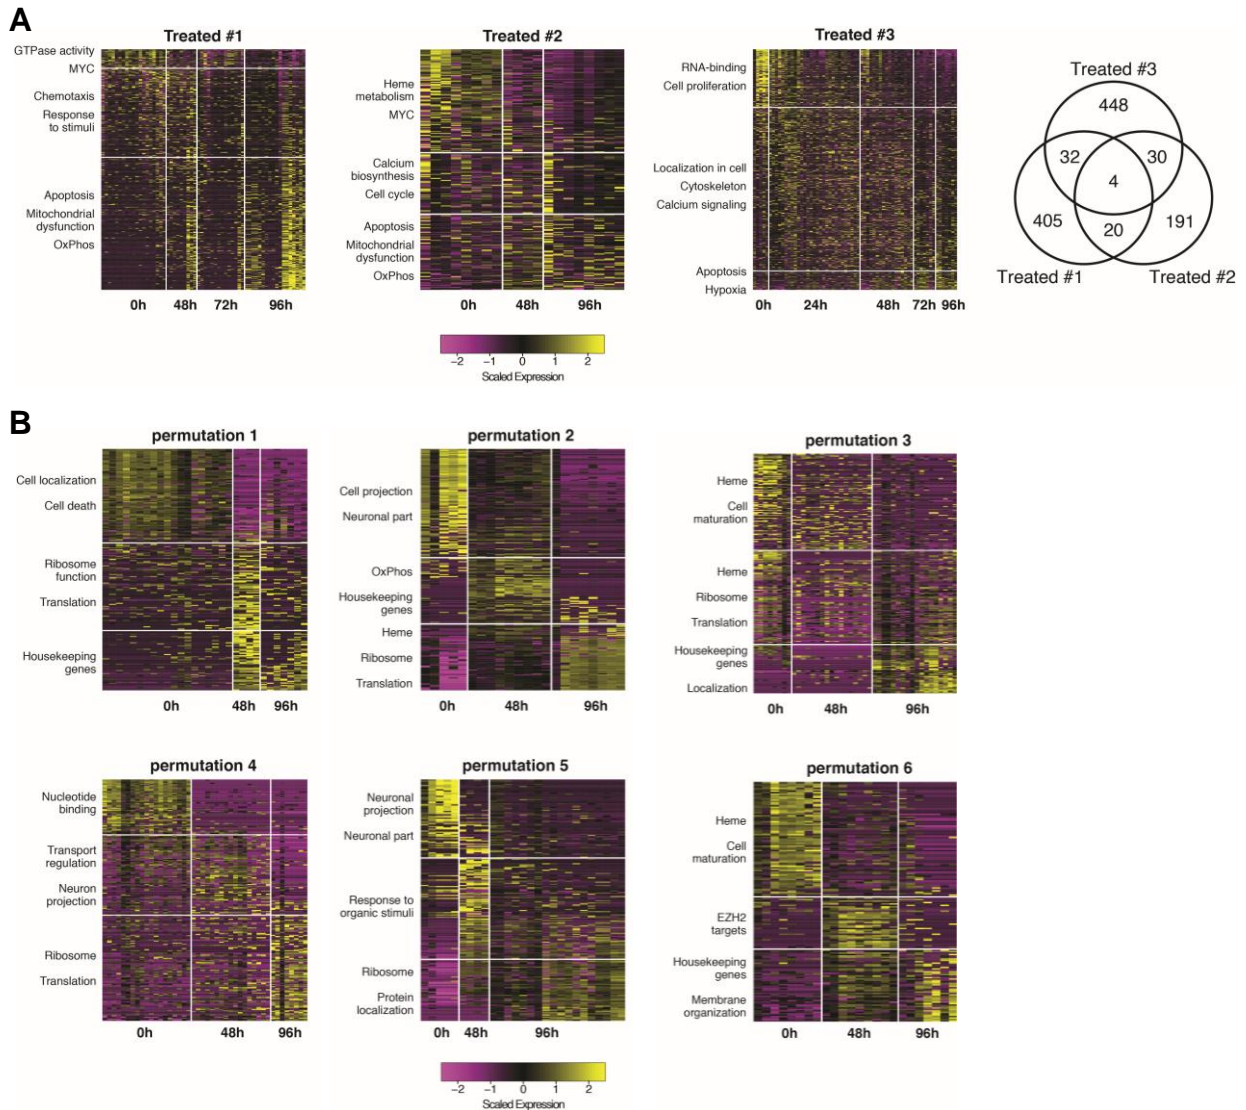 A
Treated #1
GTPase activity
MYC
Chemotaxis
Response
to stimuli
Apoptosis
Mitochondrial
dysfunction
OxPhos
0h 48h 72h 96h
Treated #2
Heme
metabolism
MYC
Calcium
biosynthesis
Cell cycle
Apoptosis
Mitochondrial
dysfunction
OxPhos
0h 48h 96h
Treated #3
RNA-binding
Cell proliferation
Localization in cell
Cytoskeleton
Calcium signaling
Apoptosis
Hypoxia
0h 24h 48h 72h 96h
Treated #3
448
32 30
4
405 191
20
Treated #1 Treated #2
-2 -1 0 1 2
Scaled Expression
B
permutation 1
Cell localization
Cell death
Ribosome
function
Translation
Housekeeping
genes
0h 48h 96h
permutation 2
Cell projection
Neuronal part
OxPhos
Housekeeping
genes
Heme
Ribosome
Translation
0h 48h 96h
permutation 3
Heme
Cell
maturation
Heme
Ribosome
Translation
Housekeeping
genes
Localization
0h 48h 96h
permutation 4
Nucleotide
binding
Transport
regulation
Neuron
projection
Ribosome
Translation
0h 48h 96h
permutation 5
Neuronal
projection
Neuronal part
Response to
organic stimuli
Ribosome
Protein
localization
0h 48h 96h
permutation 6
Heme
Cell
maturation
EZH2
targets
Housekeeping
genes
Membrane
organization
0h 48h 96h
-2 -1 0 1 2
Scaled Expression